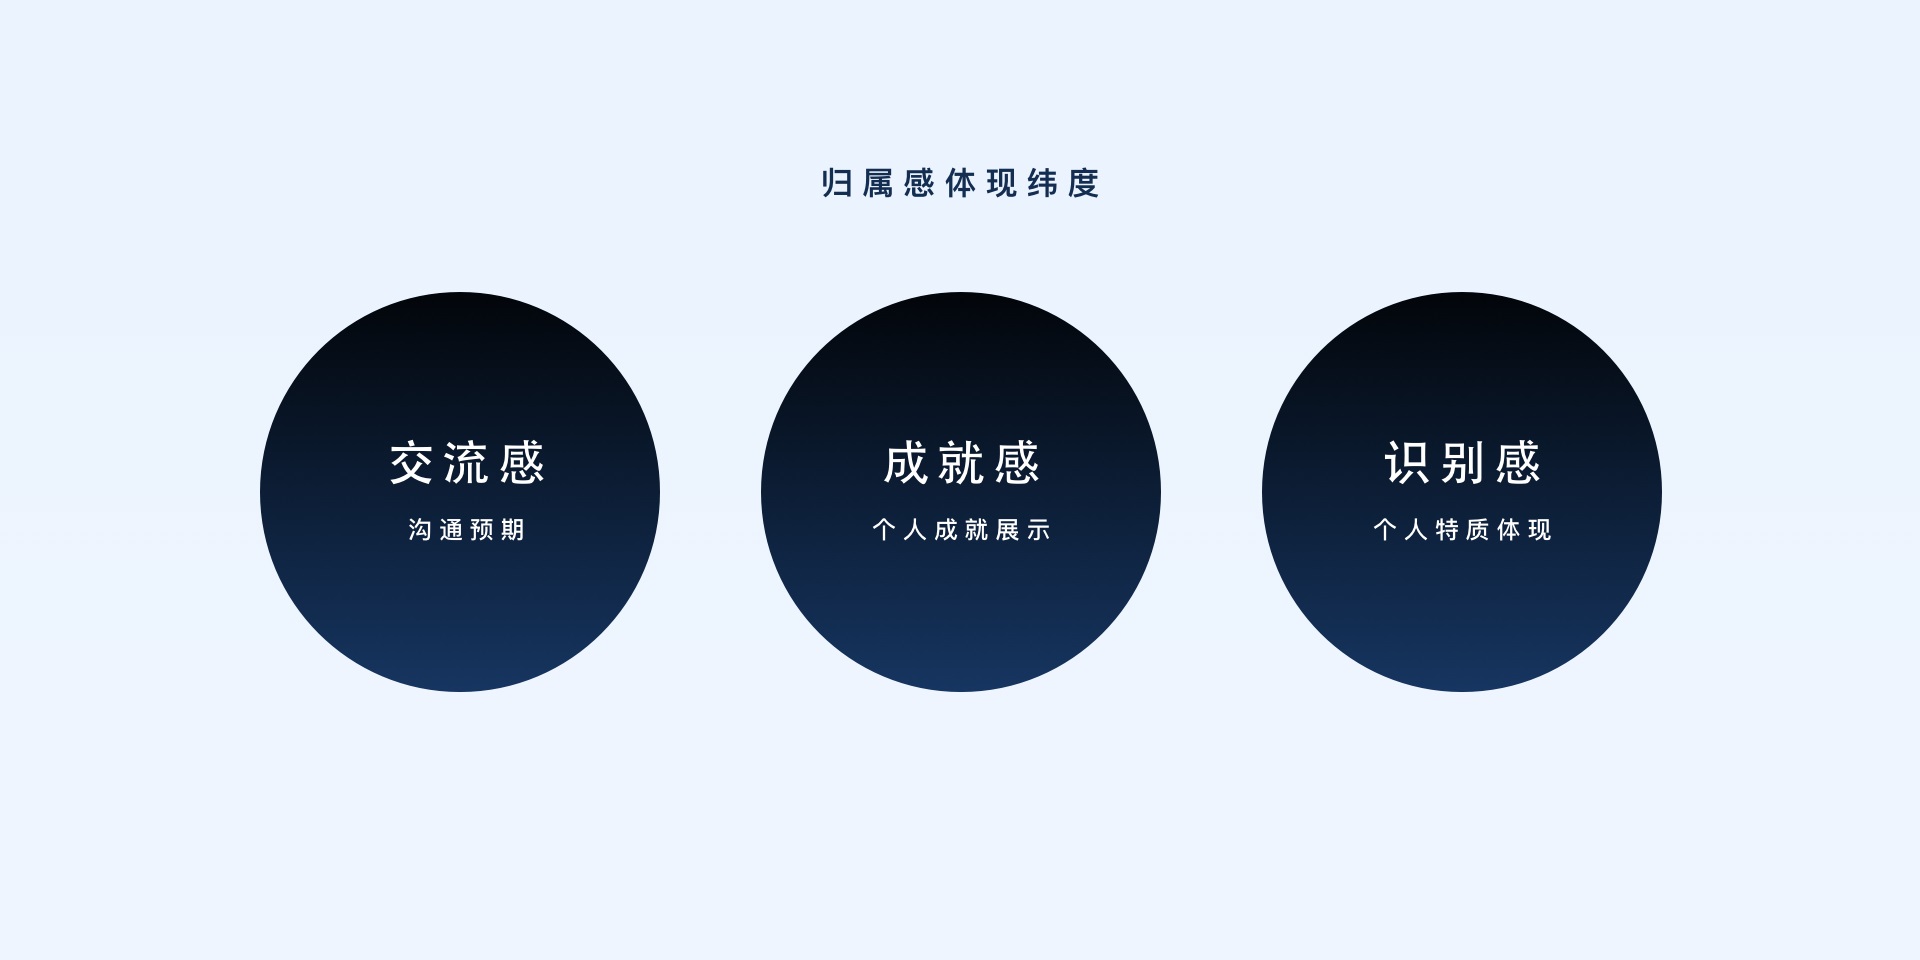 归属感体现纬度
交流感
沟通预期
成就感
个人成就展示
识别感
个人特质体现